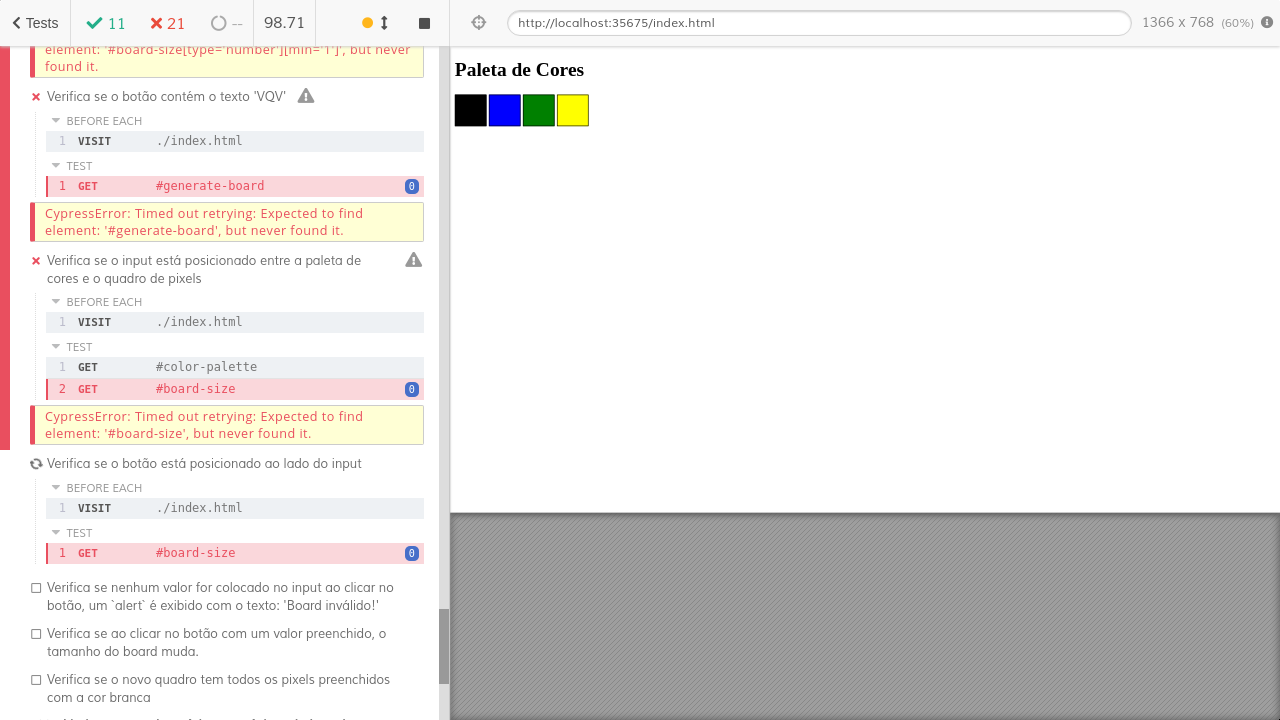 Tests
11
21
--
98.71
http://localhost:35675/index.html
1366 x 768 (60%)
element: '#board-size[type='number'][min='1']', but never
found it.
Verifica se o botão contém o texto 'VQV'
BEFORE EACH
1 VISIT ./index.html
TEST
1 GET #generate-board 0
CypressError: Timed out retrying: Expected to find
element: '#generate-board', but never found it.
Verifica se o input está posicionado entre a paleta de
cores e o quadro de pixels
BEFORE EACH
1 VISIT ./index.html
TEST
1 GET #color-palette
2 GET #board-size 0
CypressError: Timed out retrying: Expected to find
element: '#board-size', but never found it.
Verifica se o botão está posicionado ao lado do input
BEFORE EACH
1 VISIT ./index.html
TEST
1 GET #board-size 0
Verifica se nenhum valor for colocado no input ao clicar no
botão, um `alert` é exibido com o texto: 'Board inválido!'
Verifica se ao clicar no botão com um valor preenchido, o
tamanho do board muda.
Verifica se o novo quadro tem todos os pixels preenchidos
com a cor branca
Paleta de Cores